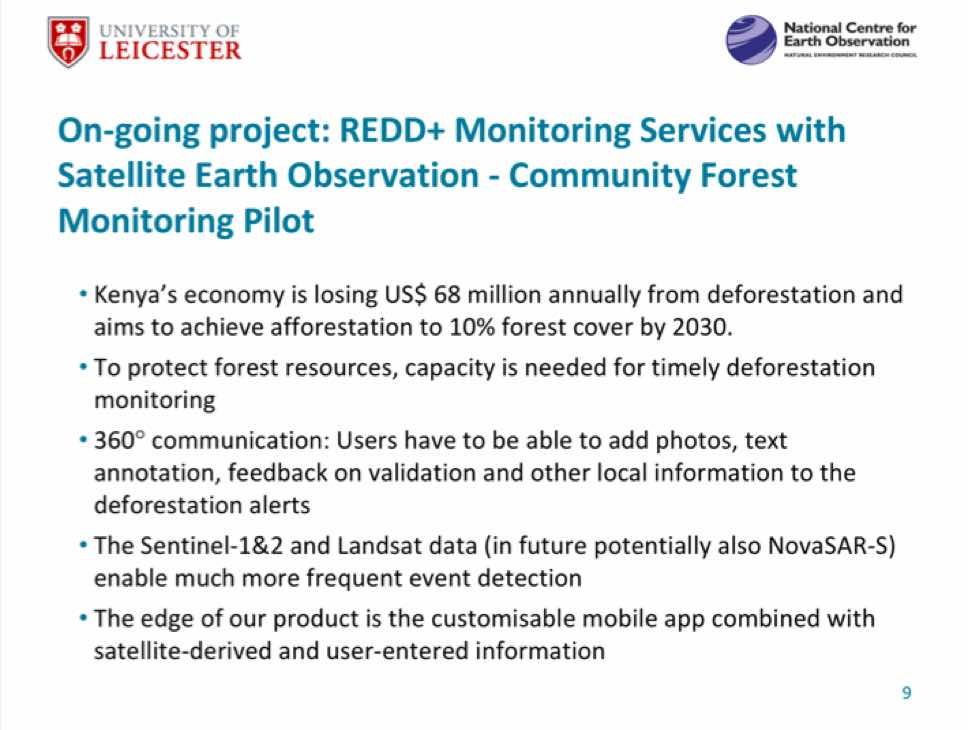 UNIVERSITY OF
LEICESTER
National Centre for
Earth Observation
NATURAL ENVIRONMENT RESEARCH COUNCIL
On-going project: REDD+ Monitoring Services with
Satellite Earth Observation - Community Forest
Monitoring Pilot
• Kenya’s economy is losing US$ 68 million annually from deforestation and
aims to achieve afforestation to 10% forest cover by 2030.
• To protect forest resources, capacity is needed for timely deforestation
monitoring
• 360° communication: Users have to be able to add photos, text
annotation, feedback on validation and other local information to the
deforestation alerts
• The Sentinel-1&2 and Landsat data (in future potentially also NovaSAR-S)
enable much more frequent event detection
• The edge of our product is the customisable mobile app combined with
satellite-derived and user-entered information
9